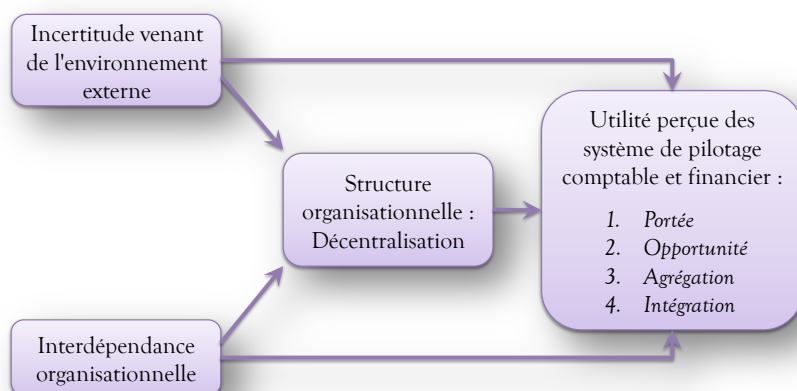 Incertitude venant
de l'environnement
externe
Utilité perçue des
système de pilotage
comptable et financier :
1. Portée
2. Opportunité
3. Agrégation
4. Intégration
Structure
organisationnelle :
Décentralisation
Interdépendance
organisationnelle